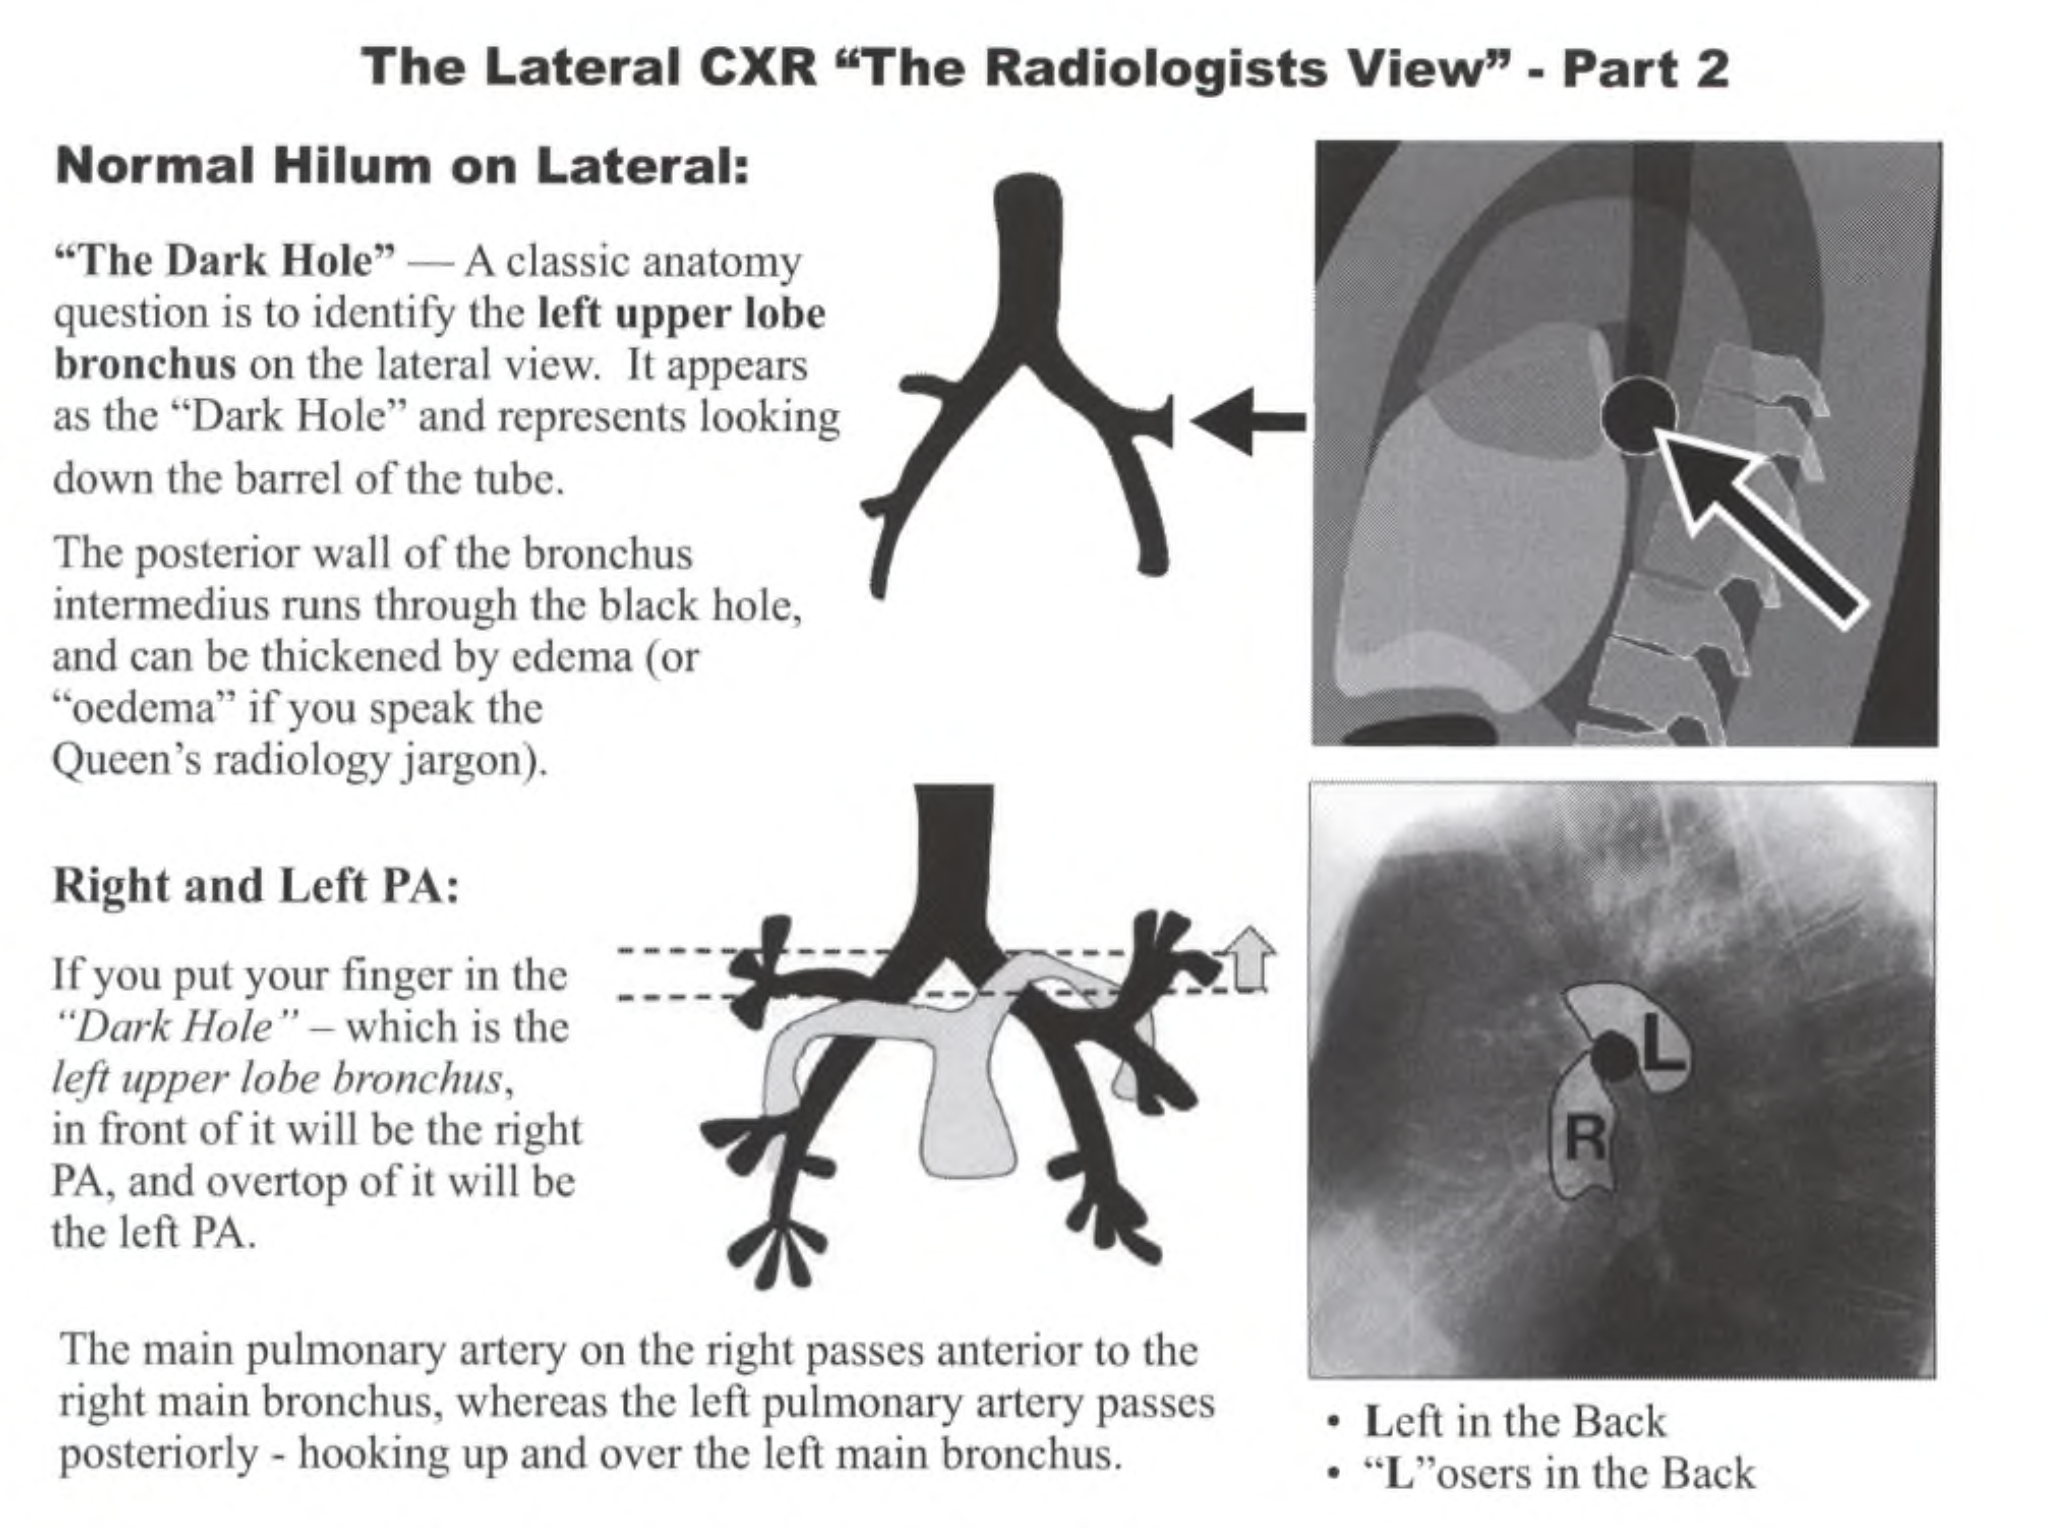 The Lateral CXR “The Radiologists View” - Part 2
Normal Hilum on Lateral:
“The Dark Hole” — A classic anatomy
question is to identify the left upper lobe
bronchus on the lateral view.  It appears
as the “Dark Hole” and represents looking
down the barrel of the tube.
The posterior wall of the bronchus
intermedius runs through the black hole,
and can be thickened by edema (or
“oedema” if you speak the
Queen’s radiology jargon).
Right and Left PA:
If you put your finger in the
“Dark Hole” – which is the
left upper lobe bronchus,
in front of it will be the right
PA, and overtop of it will be
the left PA.
L
R
The main pulmonary artery on the right passes anterior to the
right main bronchus, whereas the left pulmonary artery passes
posteriorly - hooking up and over the left main bronchus.
• Left in the Back
• “L”osers in the Back